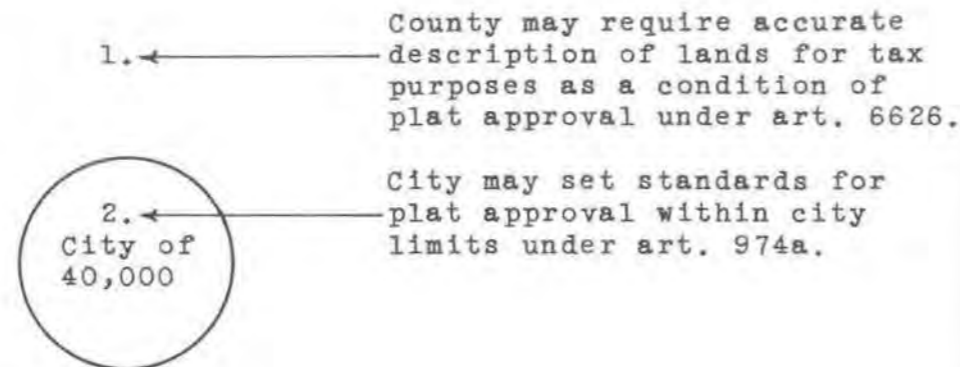 County may require accurate
1. description of lands for tax
purposes as a condition of
plat approval under art. 6626.
City may set standards for
2. plat approval within city
City of limits under art. 974a.
40,000